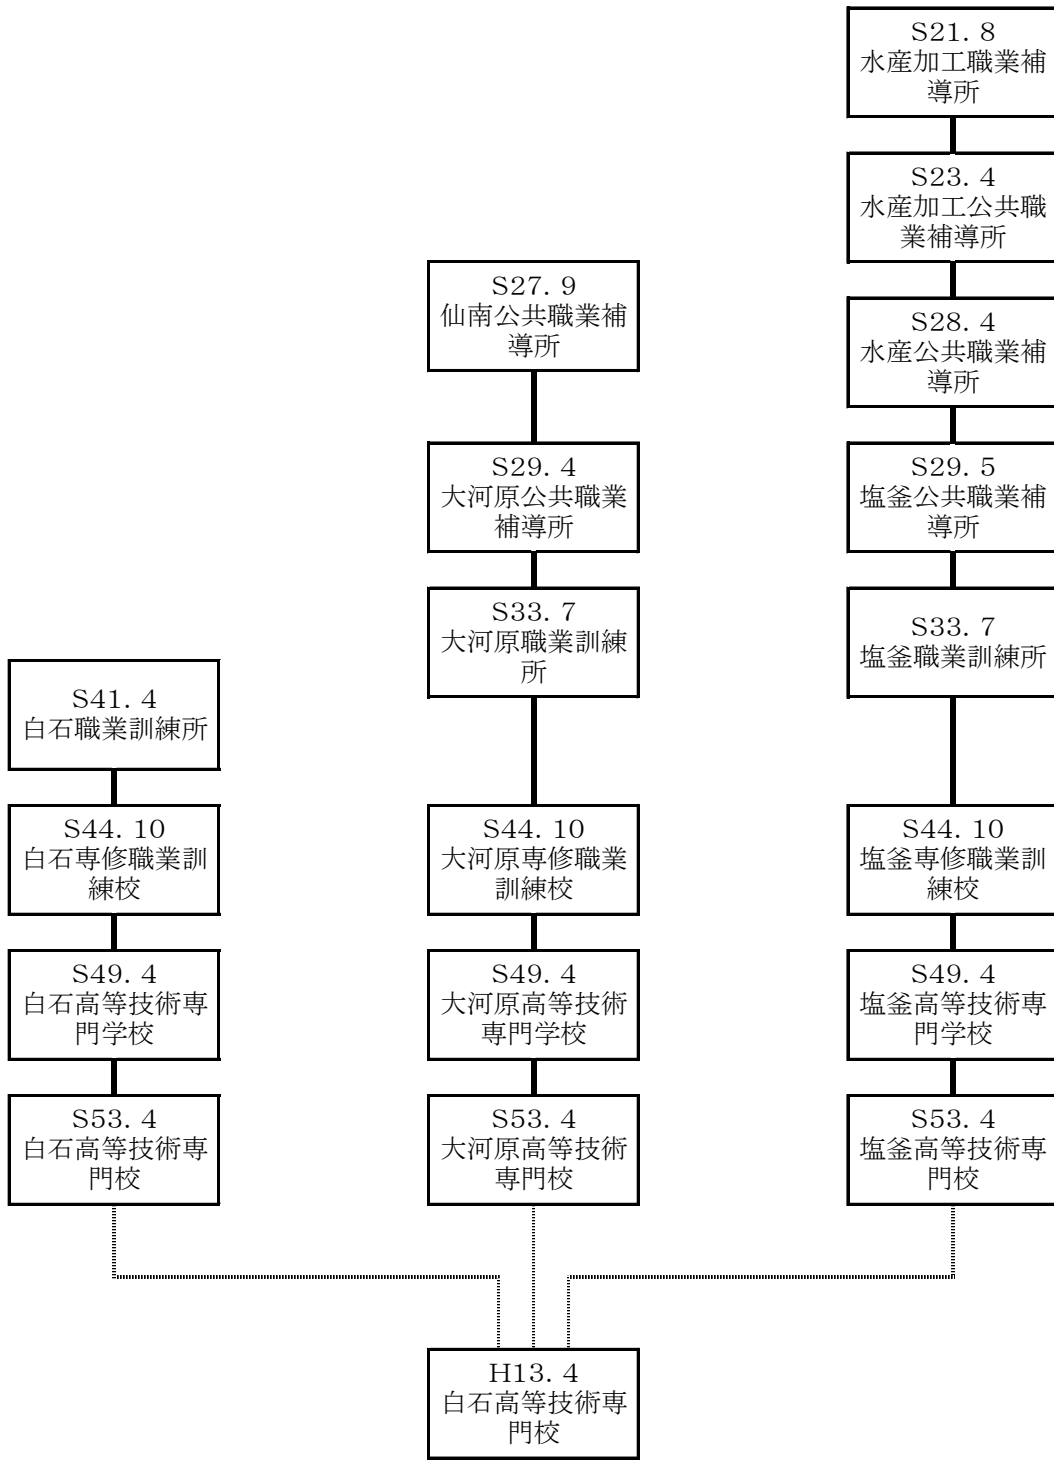 S21. 8
水産加工職業補
導所
S23. 4
水産加工公共職
業補導所
S27. 9
仙南公共職業補
導所
S28. 4
水産公共職業補
導所
S29. 4
大河原公共職業
補導所
S29. 5
塩釜公共職業補
導所
S33. 7
大河原職業訓練
所
S33. 7
塩釜職業訓練所
S41. 4
白石職業訓練所
S44. 10
白石専修職業訓
練校
S44. 10
大河原専修職業
訓練校
S44. 10
塩釜専修職業訓
練校
S49. 4
白石高等技術専
門学校
S49. 4
大河原高等技術
専門学校
S49. 4
塩釜高等技術専
門学校
S53. 4
白石高等技術専
門校
S53. 4
大河原高等技術
専門校
S53. 4
塩釜高等技術専
門校
H13. 4
白石高等技術専
門校